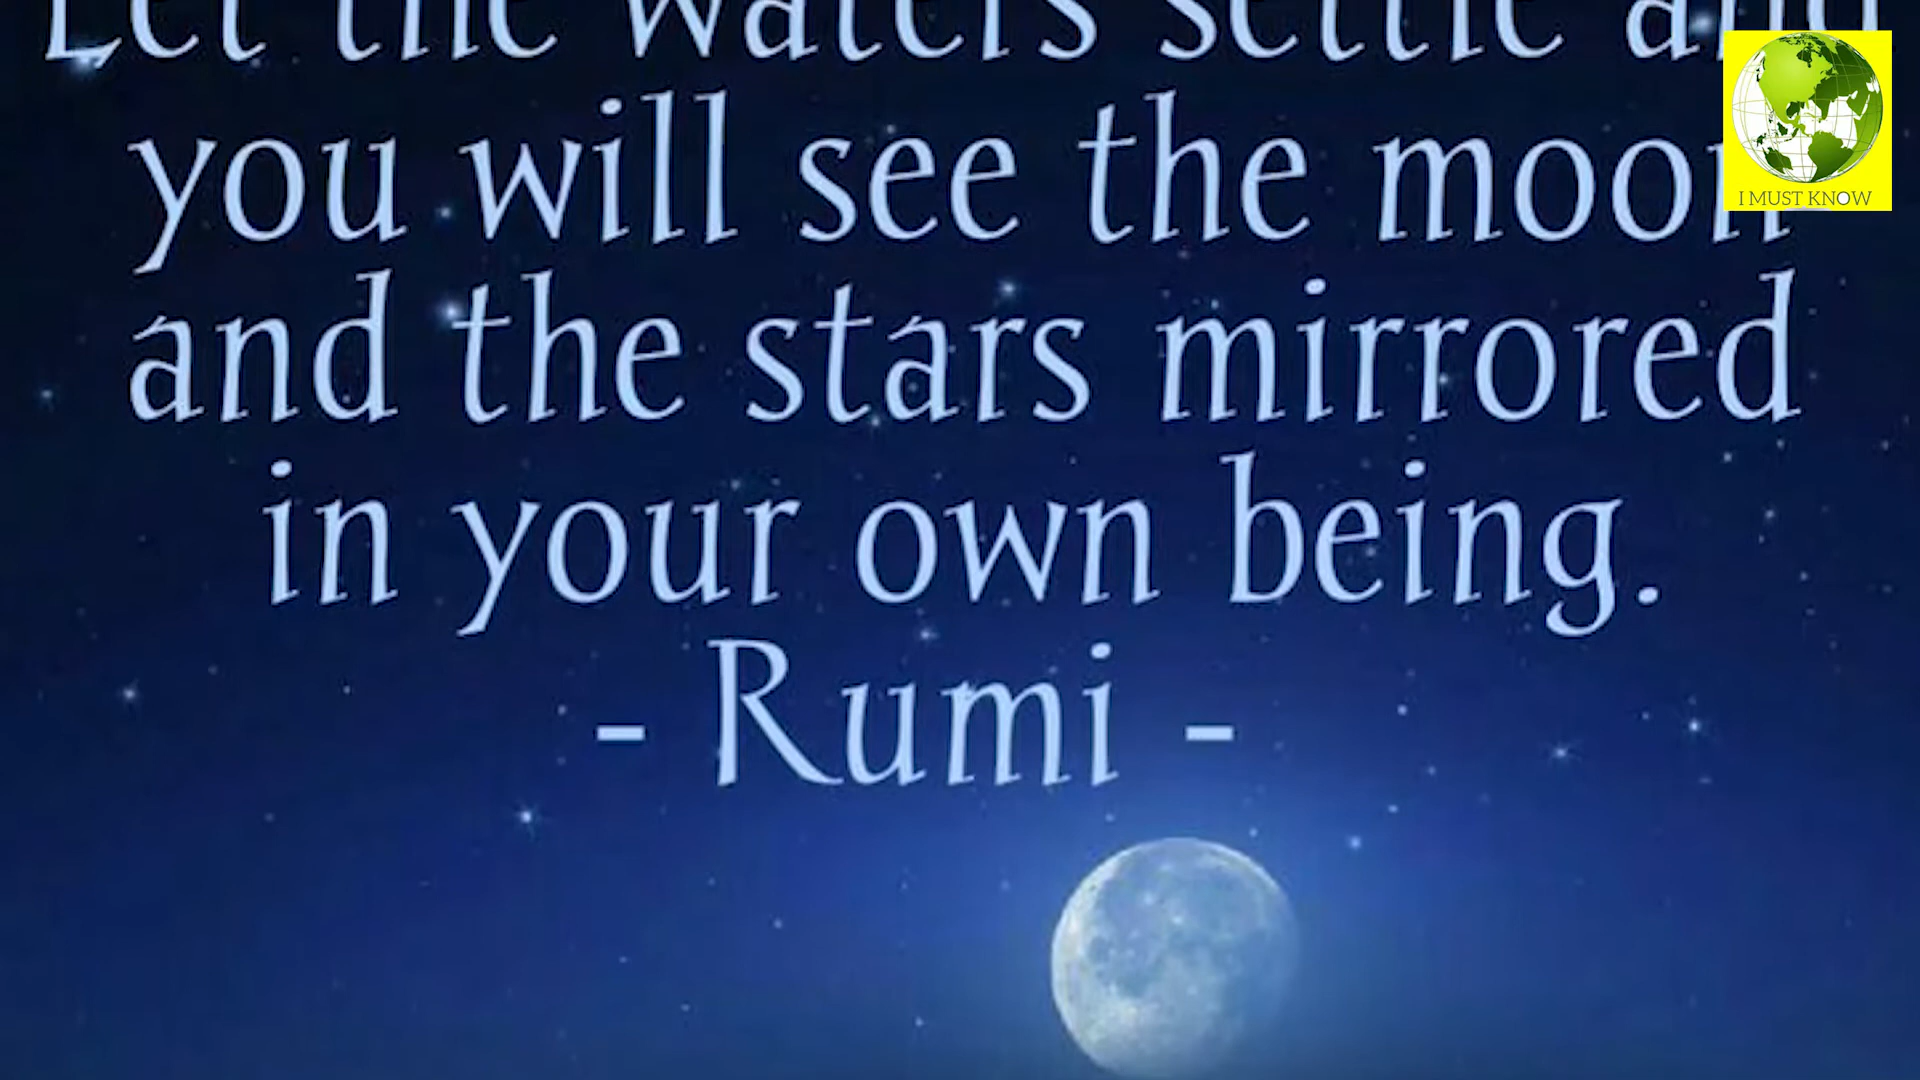 Let the waters settle and
you will see the moon
and the stars mirrored
in your own being.
- Rumi -
I MUST KNOW